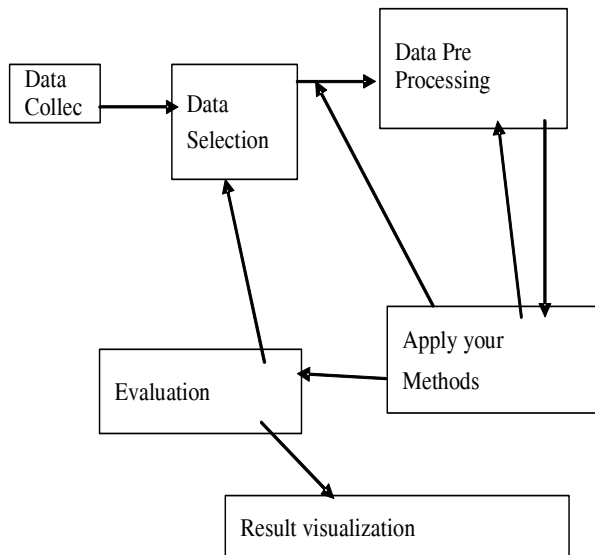 Data
Collec
Data
Selection
Data Pre
Processing
Apply your
Methods
Evaluation
Result visualization